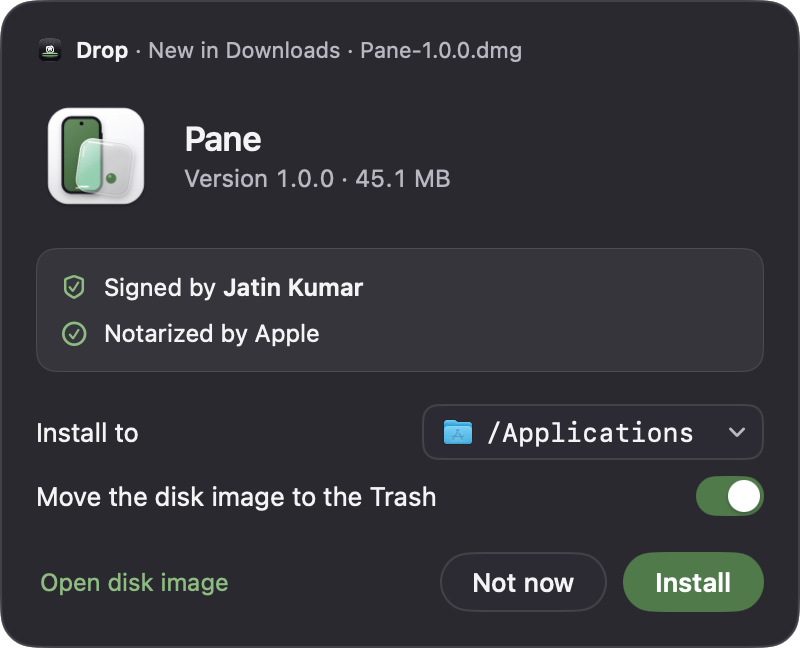 Drop · New in Downloads · Pane-1.0.0.dmg
Pane
Version 1.0.0 · 45.1 MB
Signed by Jatin Kumar
Notarized by Apple
Install to
/Applications
Move the disk image to the Trash
Open disk image
Not now
Install